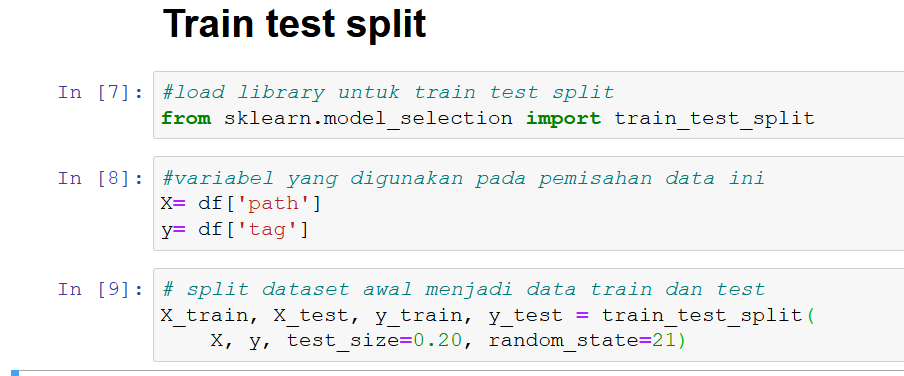 Train test split
In [7]: #load library untuk train test split
from sklearn.model_selection import train_test_split
In [8]: #variabel yang digunakan pada pemisahan data ini
X= df['path']
y= df['tag']
In [9]: # split dataset awal menjadi data train dan test
X_train, X_test, y_train, y_test = train_test_split(
    X, y, test_size=0.20, random_state=21)